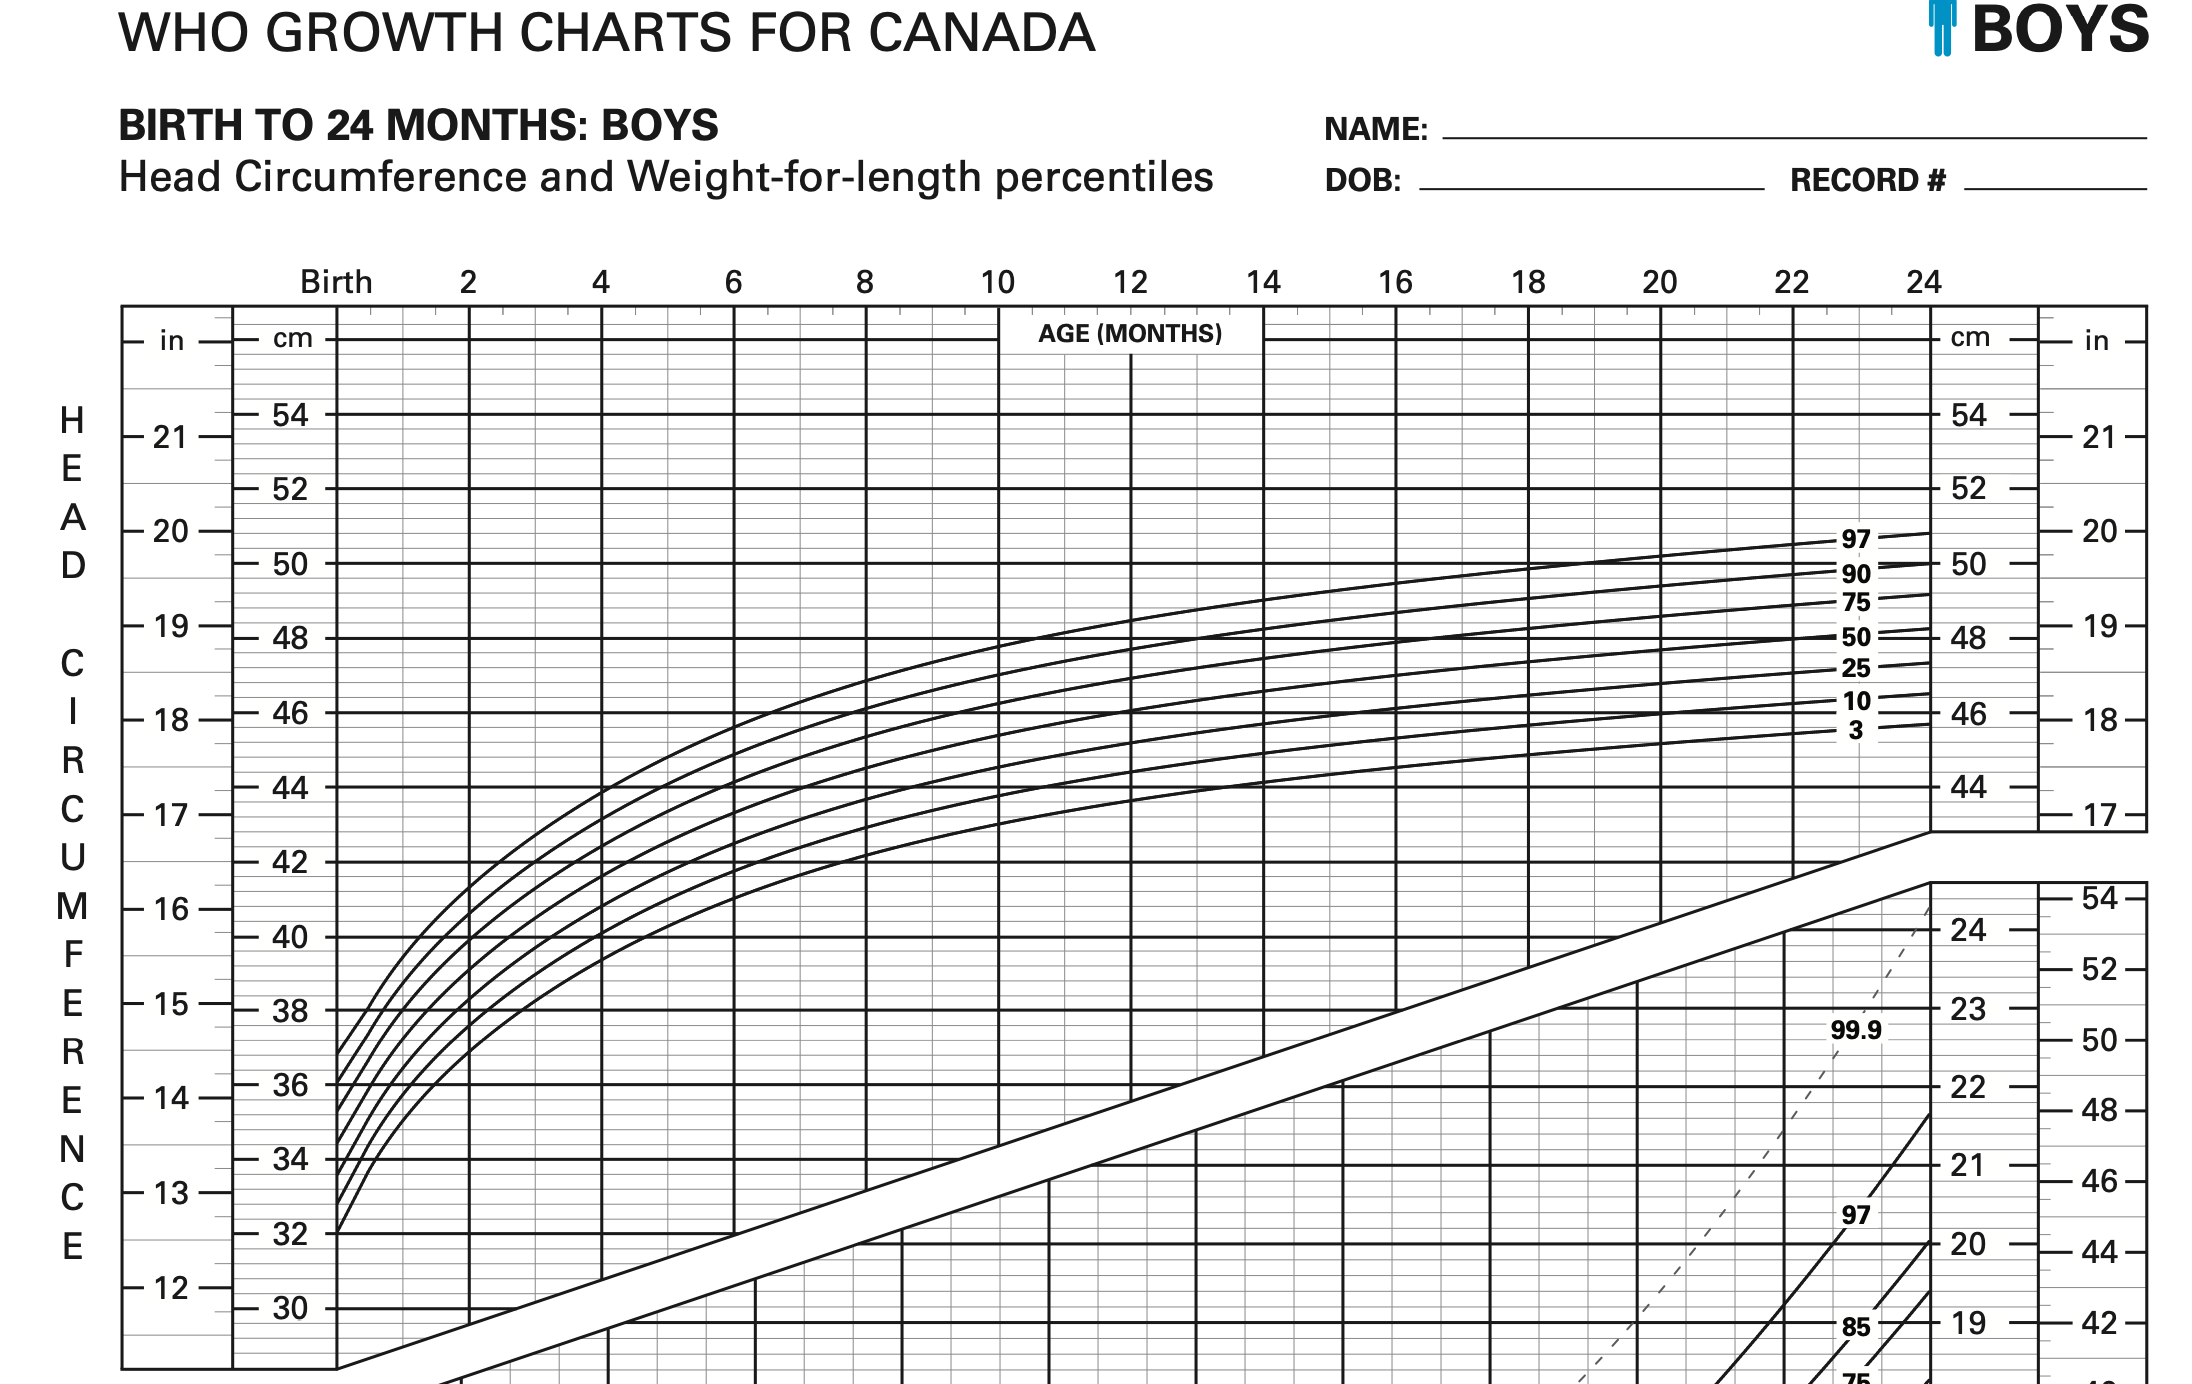 WHO GROWTH CHARTS FOR CANADA
BOYS
BIRTH TO 24 MONTHS: BOYS
NAME:
Head Circumference and Weight-for-length percentiles
DOB: RECORD #
Birth 2 4 6 8 10 12 14 16 18 20 22 24
in cm AGE (MONTHS) cm in
HEAD CIRCUMFERENCE
54 54
21 21
52 52
20 20
97
50 50
90
75
19 19
48 50 48
25
10
18 46 46 18
3
44 44
17 17
42
54
16
24
40
52
15 38 23
99.9 50
36 22
14 48
34 21
13 46
97
32 20
44
12
30 85 19 42
75